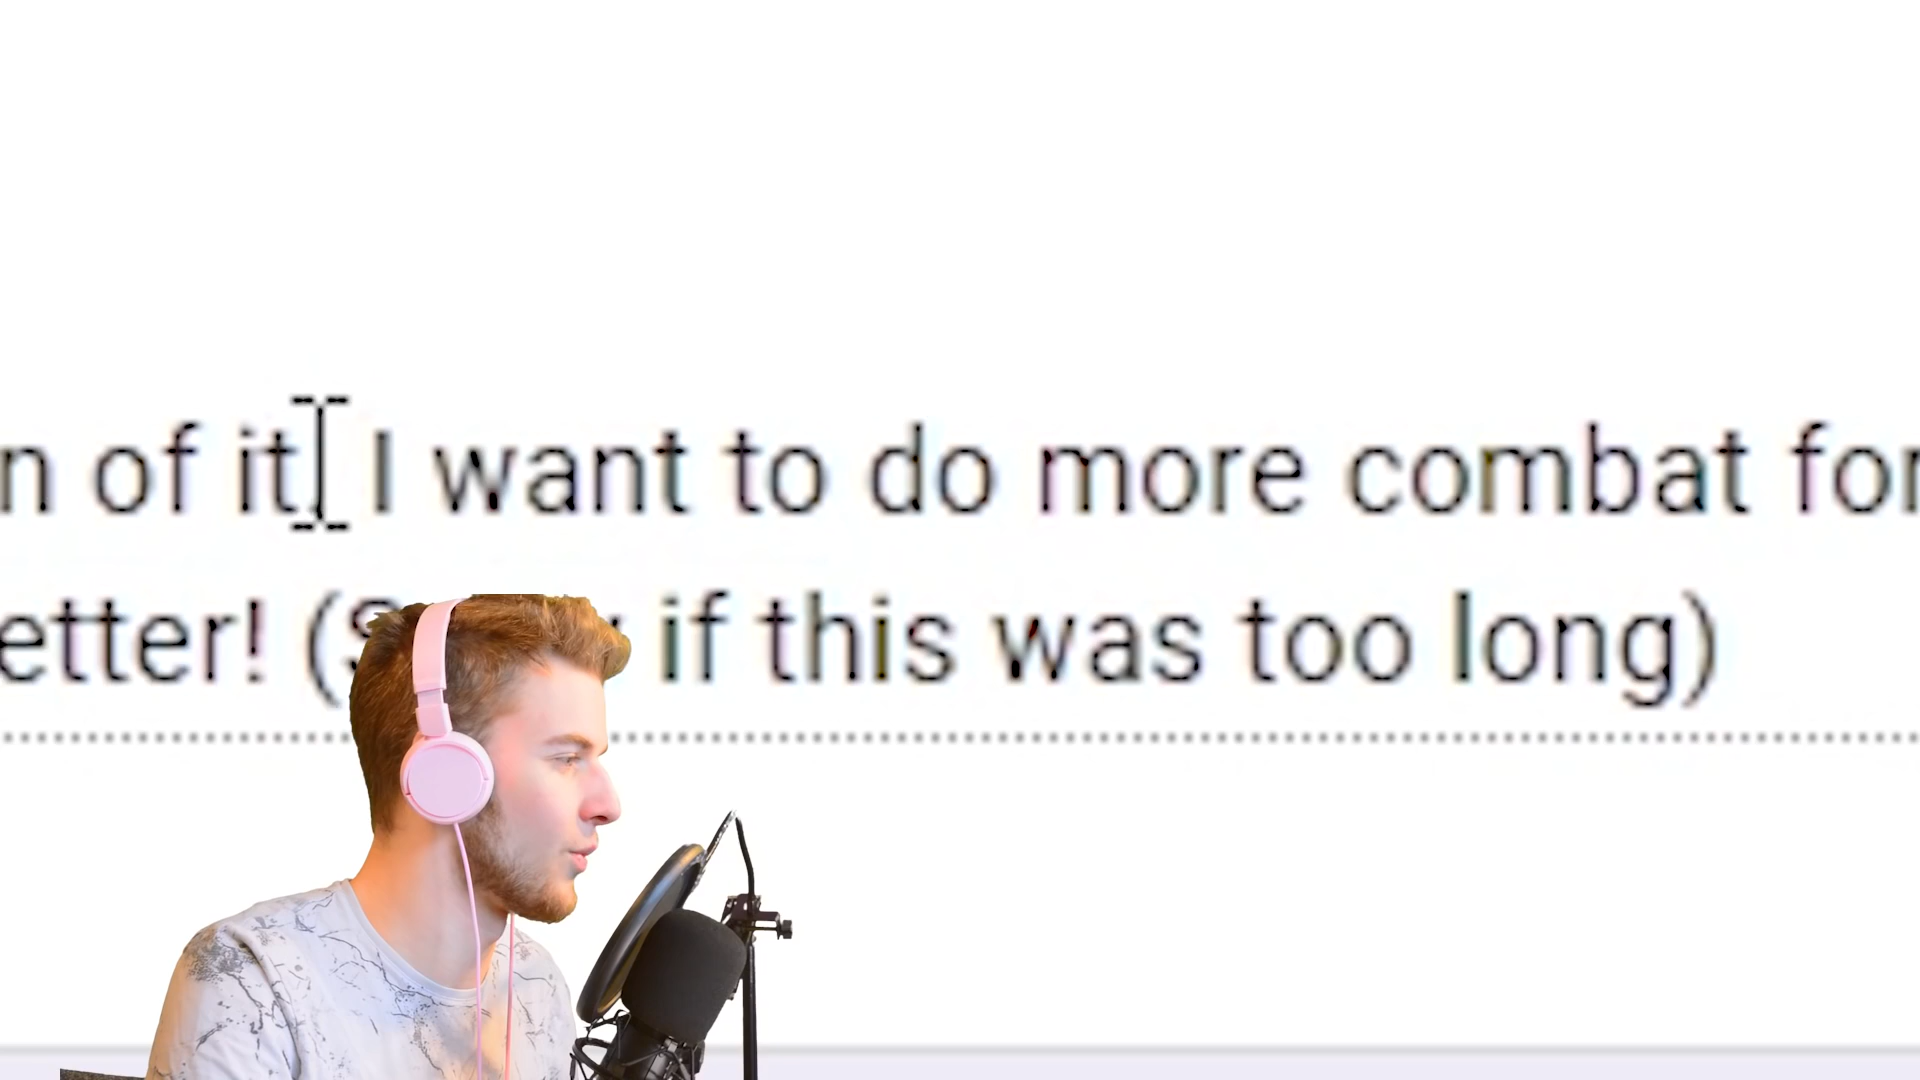 n of it. I want to do more combat for
etter! (S y if this was too long)